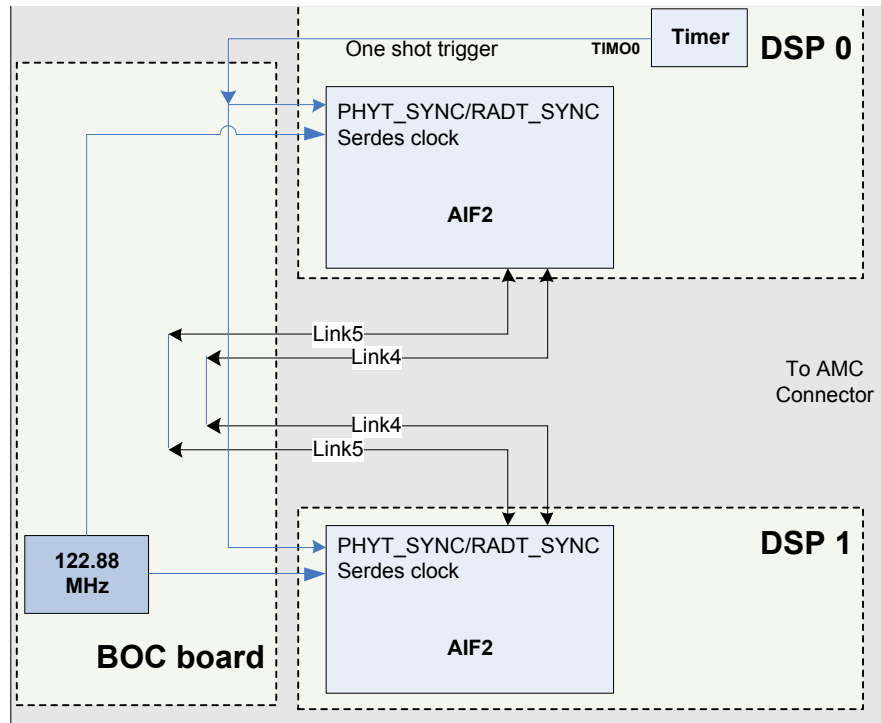 Timer
DSP 0
One shot trigger
TIMO0
PHYT_SYNC/RADT_SYNC
Serdes clock
AIF2
Link5
Link4
To AMC
Connector
Link4
Link5
PHYT_SYNC/RADT_SYNC
Serdes clock
AIF2
DSP 1
122.88
MHz
BOC board